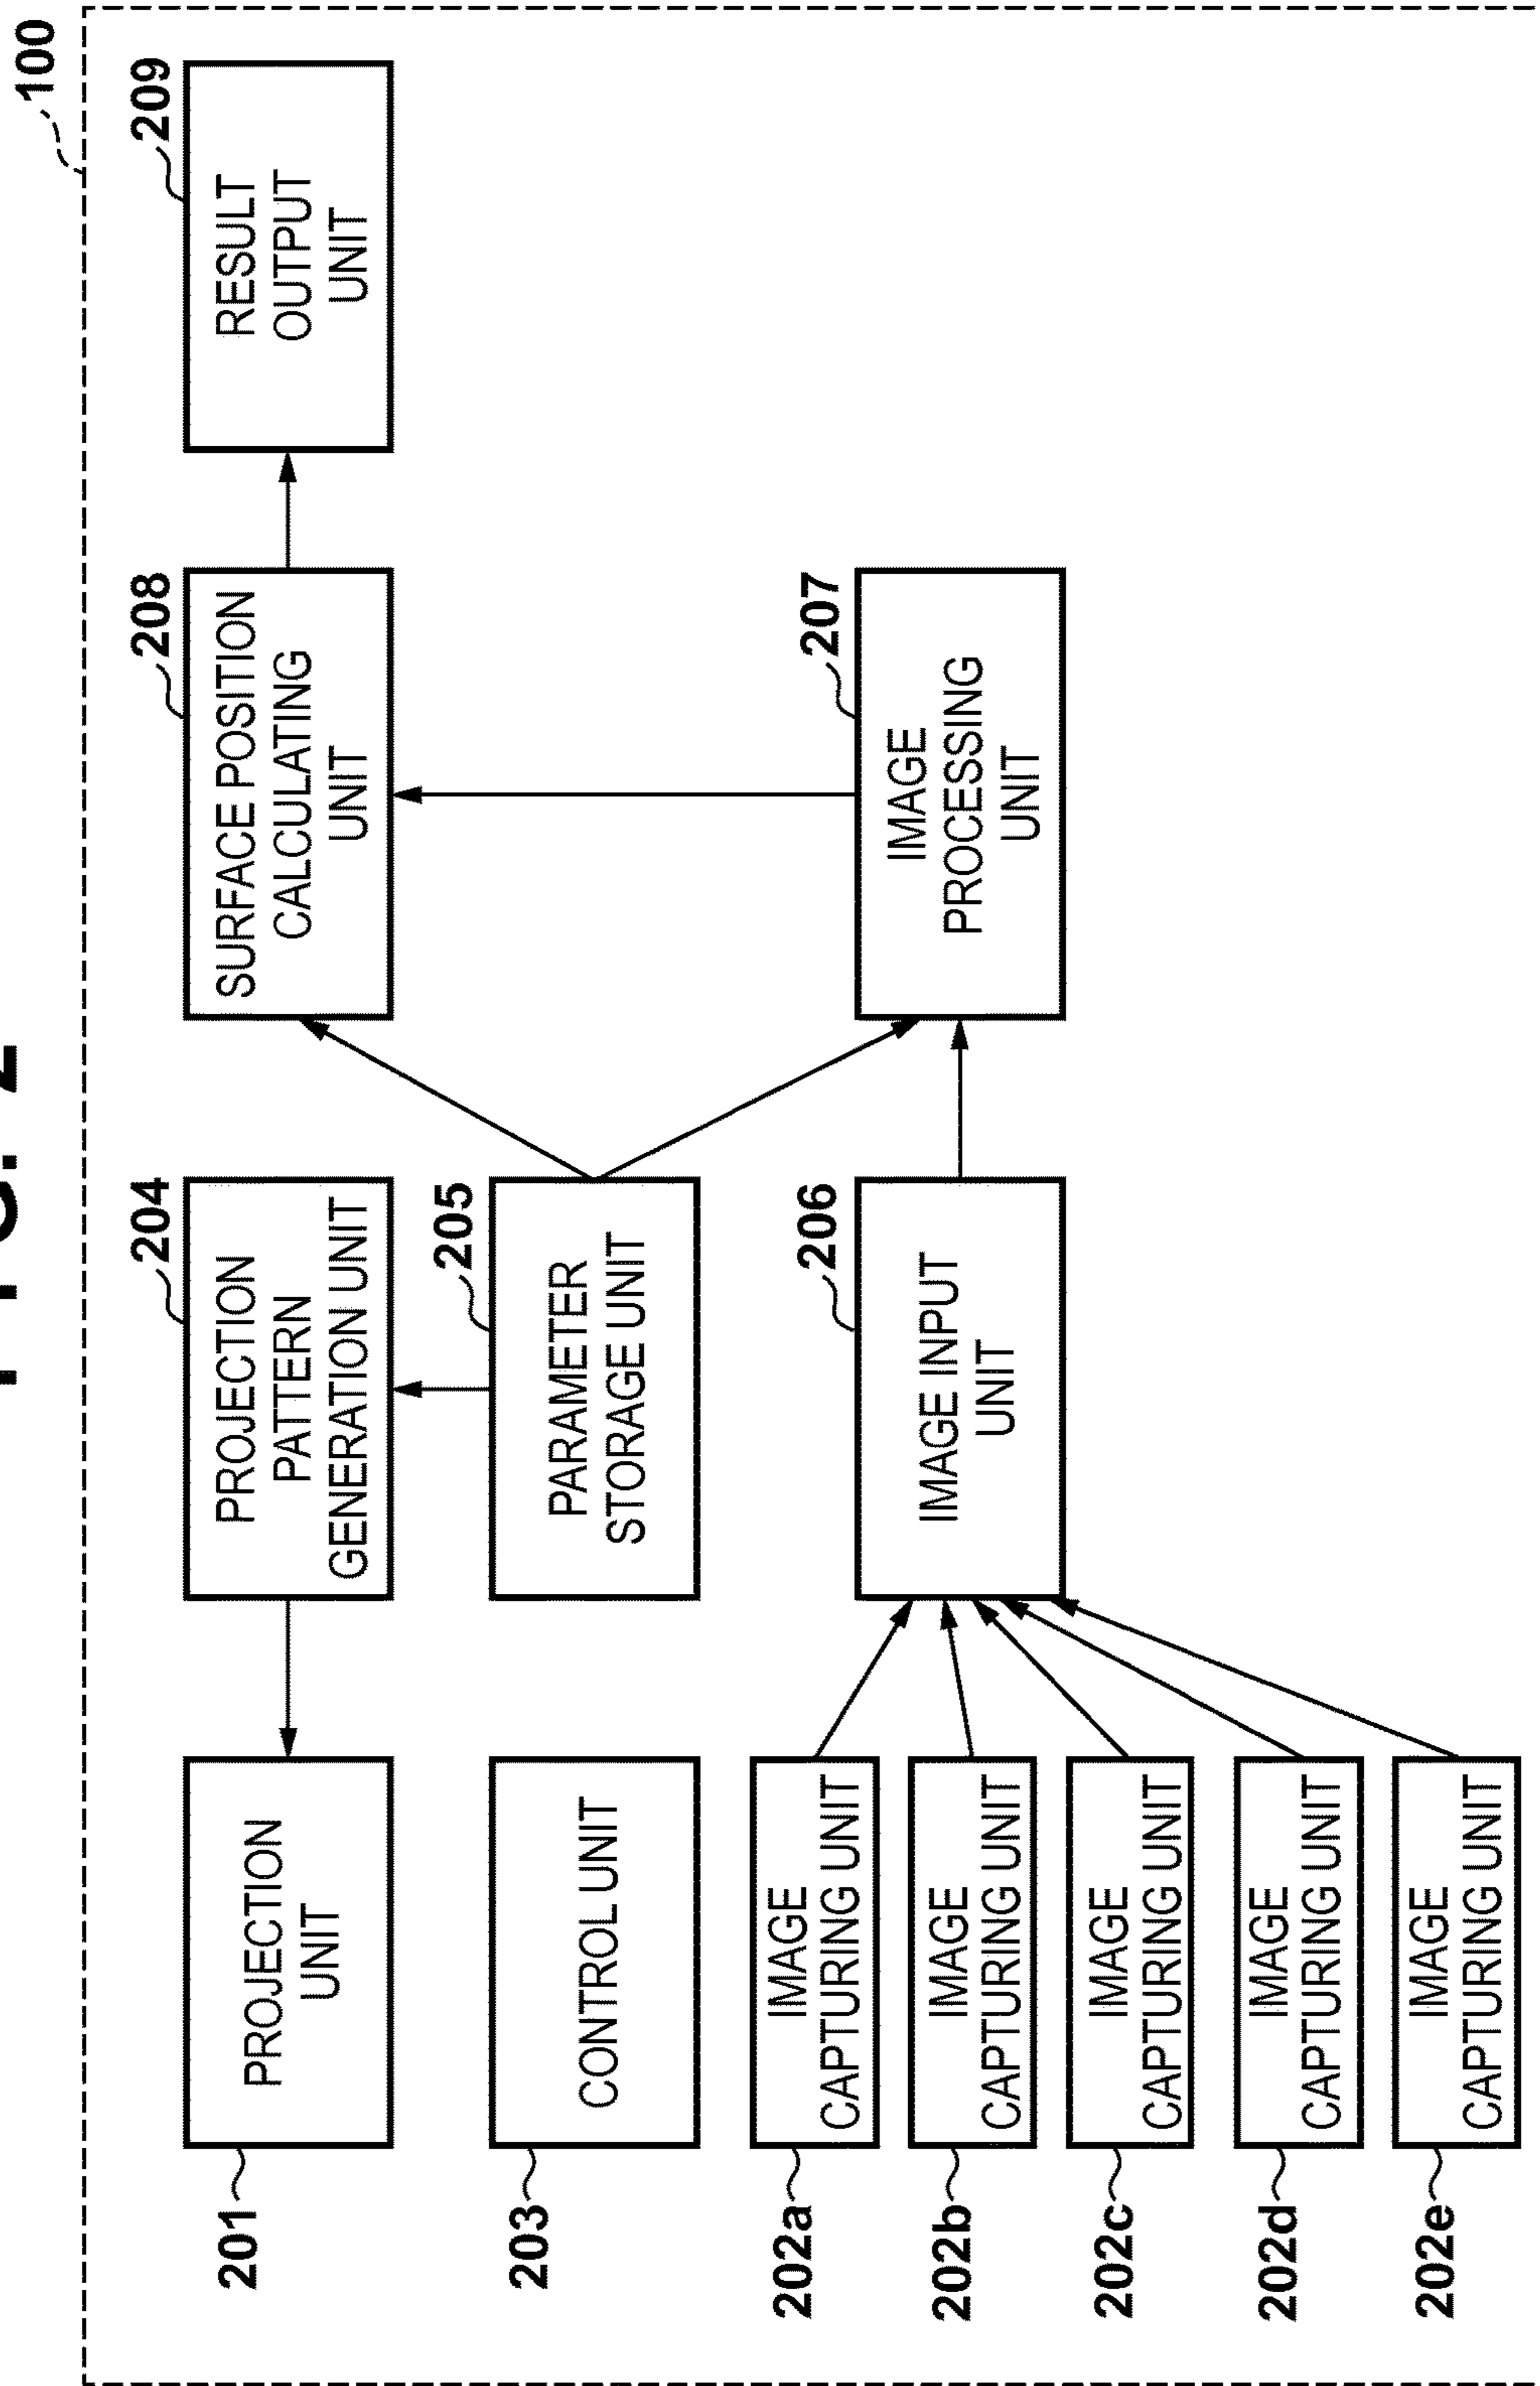 FIG. 2
100
201
PROJECTION
UNIT
204
PROJECTION
PATTERN
GENERATION UNIT
208
SURFACE POSITION
CALCULATING
UNIT
209
RESULT
OUTPUT
UNIT
203
CONTROL UNIT
205
PARAMETER
STORAGE UNIT
202a
IMAGE
CAPTURING UNIT
202b
IMAGE
CAPTURING UNIT
202c
IMAGE
CAPTURING UNIT
202d
IMAGE
CAPTURING UNIT
202e
IMAGE
CAPTURING UNIT
206
IMAGE INPUT
UNIT
207
IMAGE
PROCESSING
UNIT